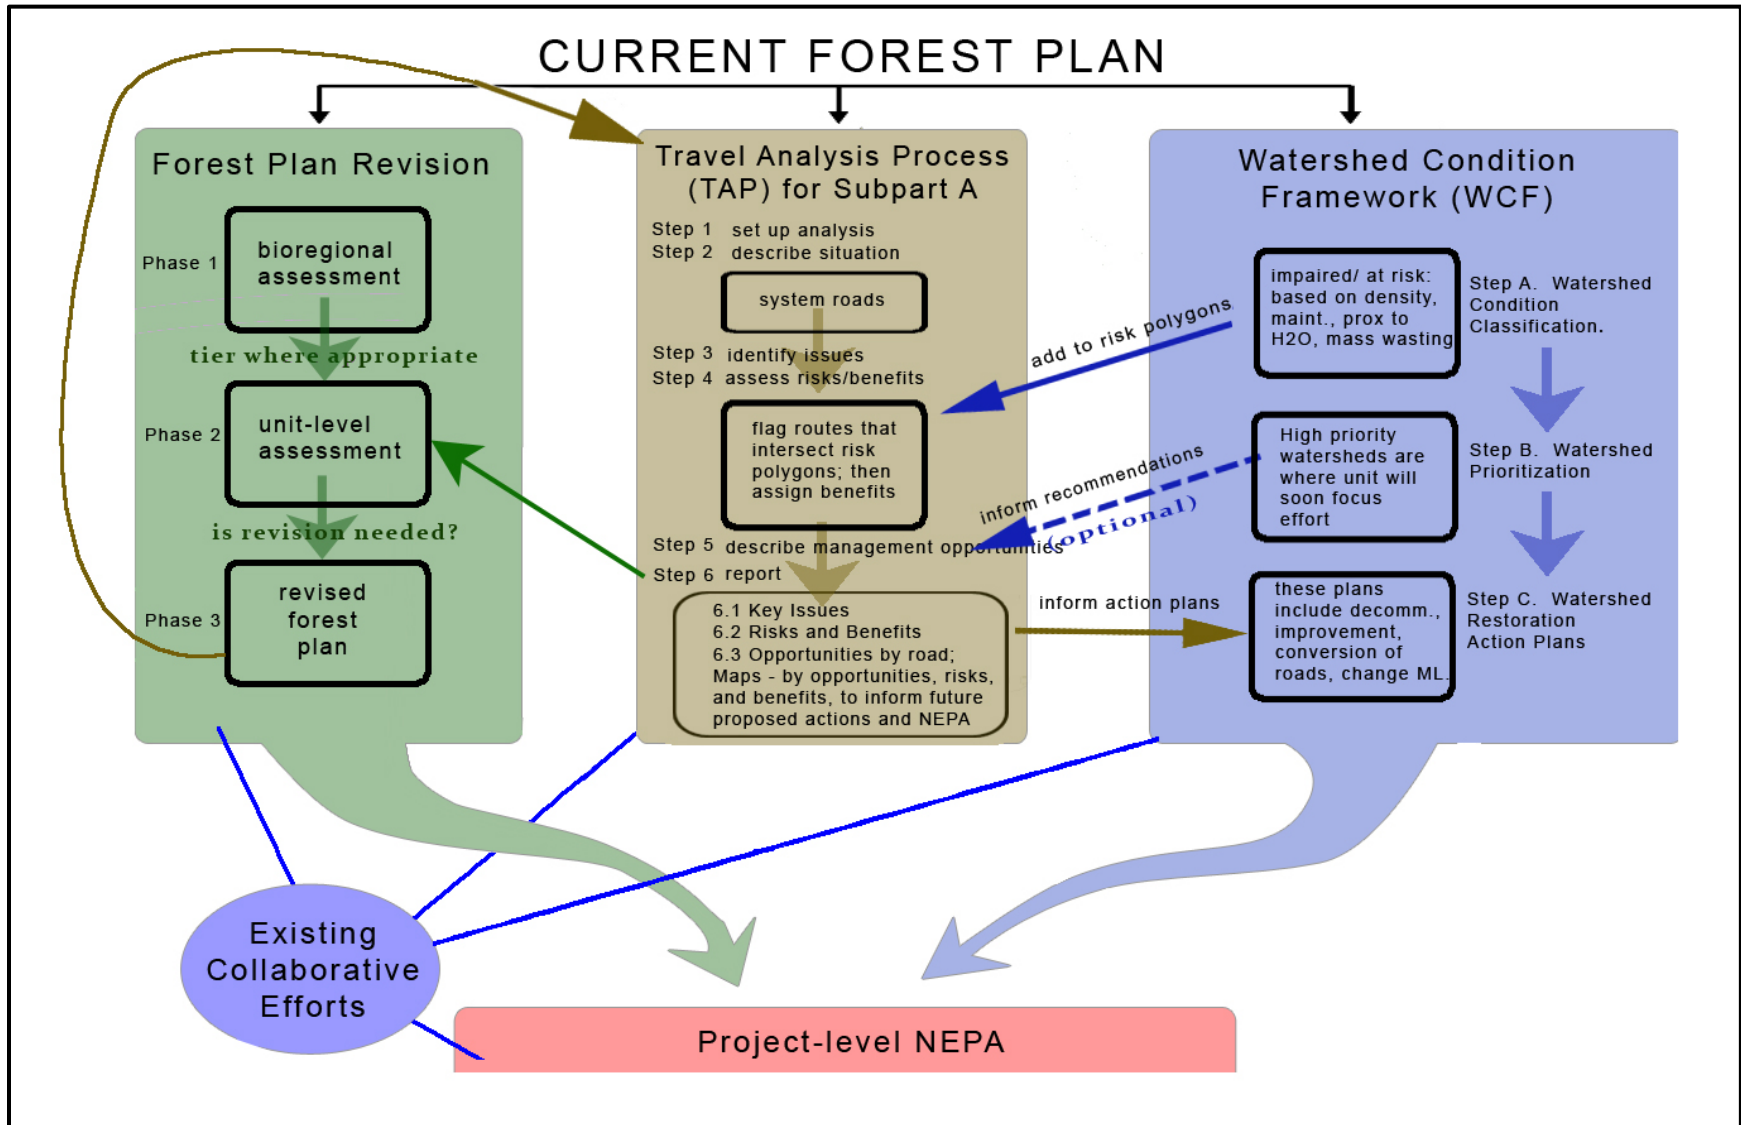 CURRENT FOREST PLAN
Forest Plan Revision
Phase 1
bioregional
assessment
tier where appropriate
Phase 2
unit-level
assessment
is revision needed?
Phase 3
revised
forest
plan
Travel Analysis Process
(TAP) for Subpart A
Step 1 set up analysis
Step 2 describe situation
system roads
Step 3 identify issues
Step 4 assess risks/benefits
flag routes that
intersect risk
polygons; then
assign benefits
Step 5 describe management opportunities
Step 6 report
6.1 Key Issues
6.2 Risks and Benefits
6.3 Opportunities by road;
Maps - by opportunities, risks,
and benefits, to inform future
proposed actions and NEPA
add to risk polygons
inform recommendations
(optional)
inform action plans
Watershed Condition
Framework (WCF)
impaired/ at risk:
based on density,
maint., prox to
H2O, mass wasting
Step A. Watershed
Condition
Classification.
High priority
watersheds are
where unit will
soon focus
effort
Step B. Watershed
Prioritization
these plans
include decomm.,
improvement,
conversion of
roads, change ML.
Step C. Watershed
Restoration
Action Plans
Existing
Collaborative
Efforts
Project-level NEPA